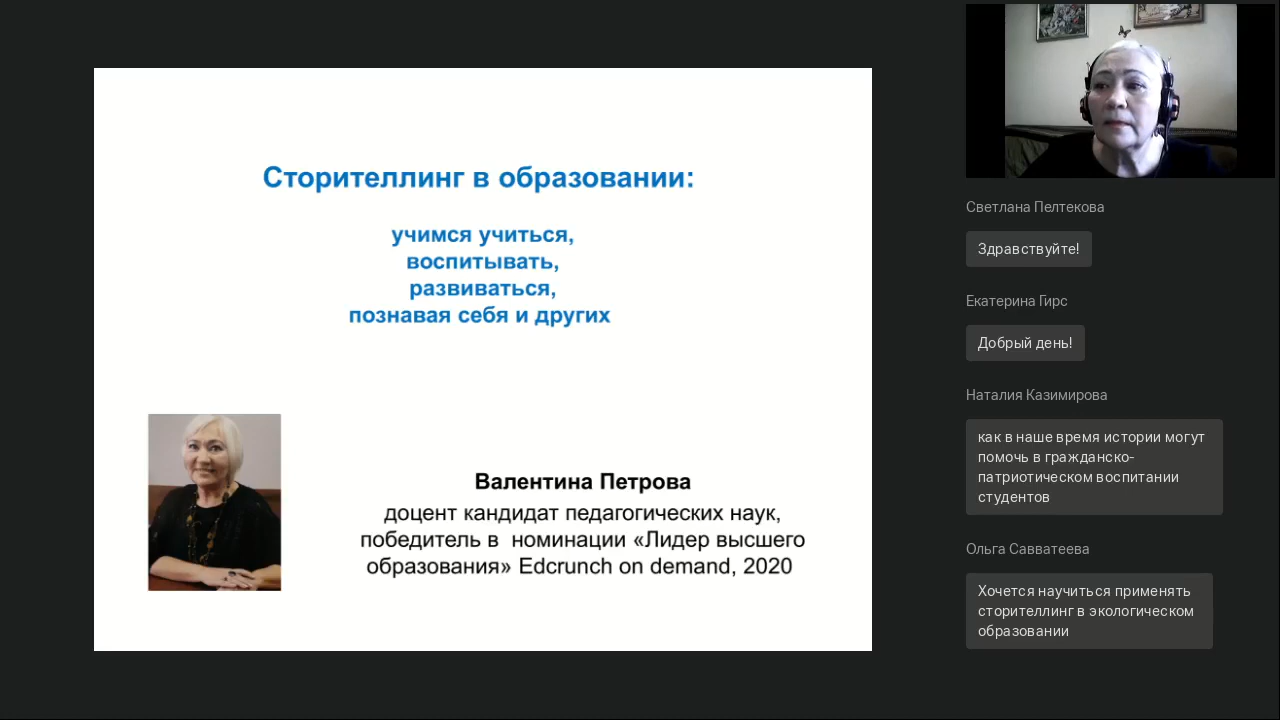 Сторителлинг в образовании:
учимся учиться,
воспитывать,
развиваться,
познавая себя и других
Валентина Петрова
доцент кандидат педагогических наук,
победитель в номинации «Лидер высшего
образования» Edcrunch on demand, 2020
Светлана Пелтекова
Здравствуйте!
Екатерина Гирс
Добрый день!
Наталия Казимирова
как в наше время истории могут
помочь в гражданско-
патриотическом воспитании
студентов
Ольга Савватеева
Хочется научиться применять
сторителлинг в экологическом
образовании